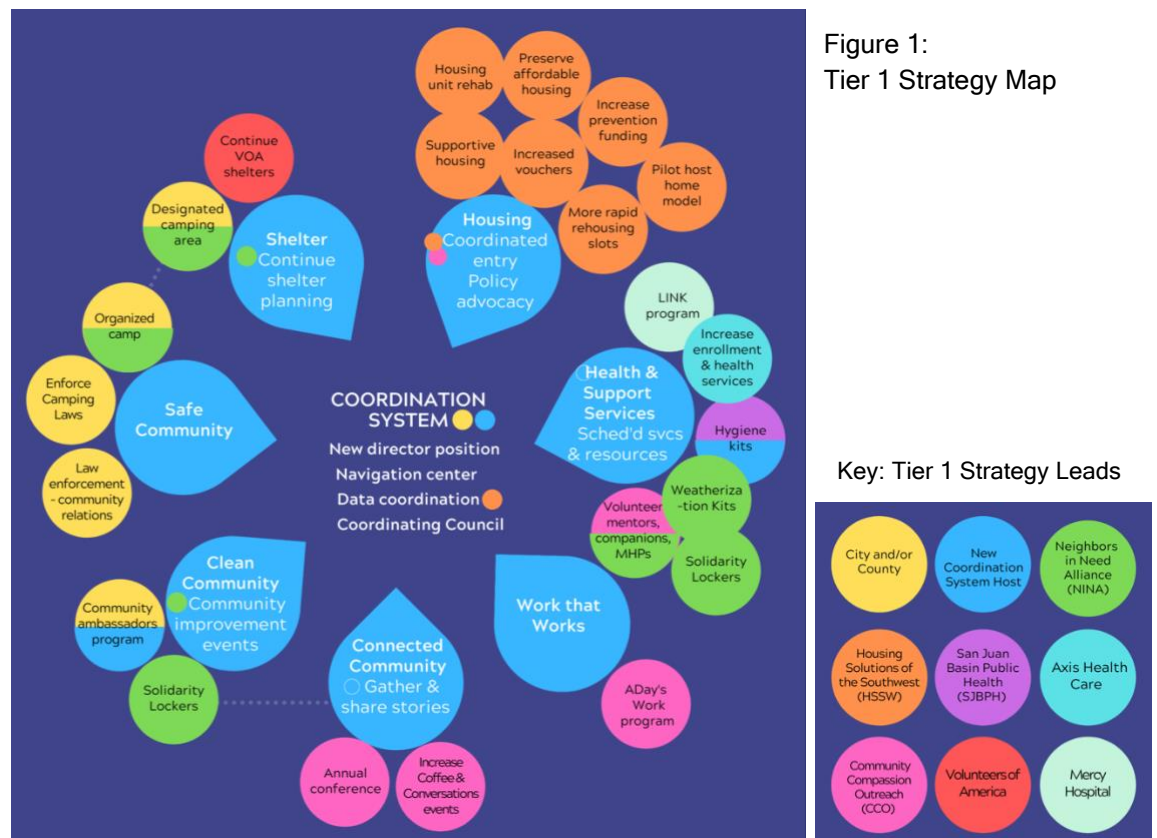 Figure 1:
Tier 1 Strategy Map
Housing
unit rehab
Preserve
affordable
housing
Increase
prevention
funding
Supportive
housing
Increased
vouchers
Pilot host
home
model
More rapid
rehousing
slots
Continue
VOA
shelters
Designated
camping
area
Shelter
Continue
shelter
planning
Housing
Coordinated
entry
Policy
advocacy
LINK
program
Increase
enrollment
& health
services
Organized
camp
Enforce
Camping
Laws
Safe
Community
Law
enforcement
- community
relations
COORDINATION
SYSTEM
New director position
Navigation center
Data coordination
Coordinating Council
Health &
Support
Services
Sched'd svcs
& resources
Hygiene
kits
Weatheriza
-tion Kits
Volunteer
mentors,
companions,
MHPs
Solidarity
Lockers
Clean
Community
Community
improvement
events
Community
ambassadors
program
Solidarity
Lockers
Connected
Community
Gather &
share stories
Work that
Works
ADay's
Work
program
Annual
conference
Increase
Coffee &
Conversations
events
Key: Tier 1 Strategy Leads
City and/or
County
New
Coordination
System Host
Neighbors
in Need
Alliance
(NINA)
Housing
Solutions of
the Southwest
(HSSW)
San Juan
Basin Public
Health
(SJBPH)
Axis Health
Care
Community
Compassion
Outreach
(CCO)
Volunteers of
America
Mercy
Hospital